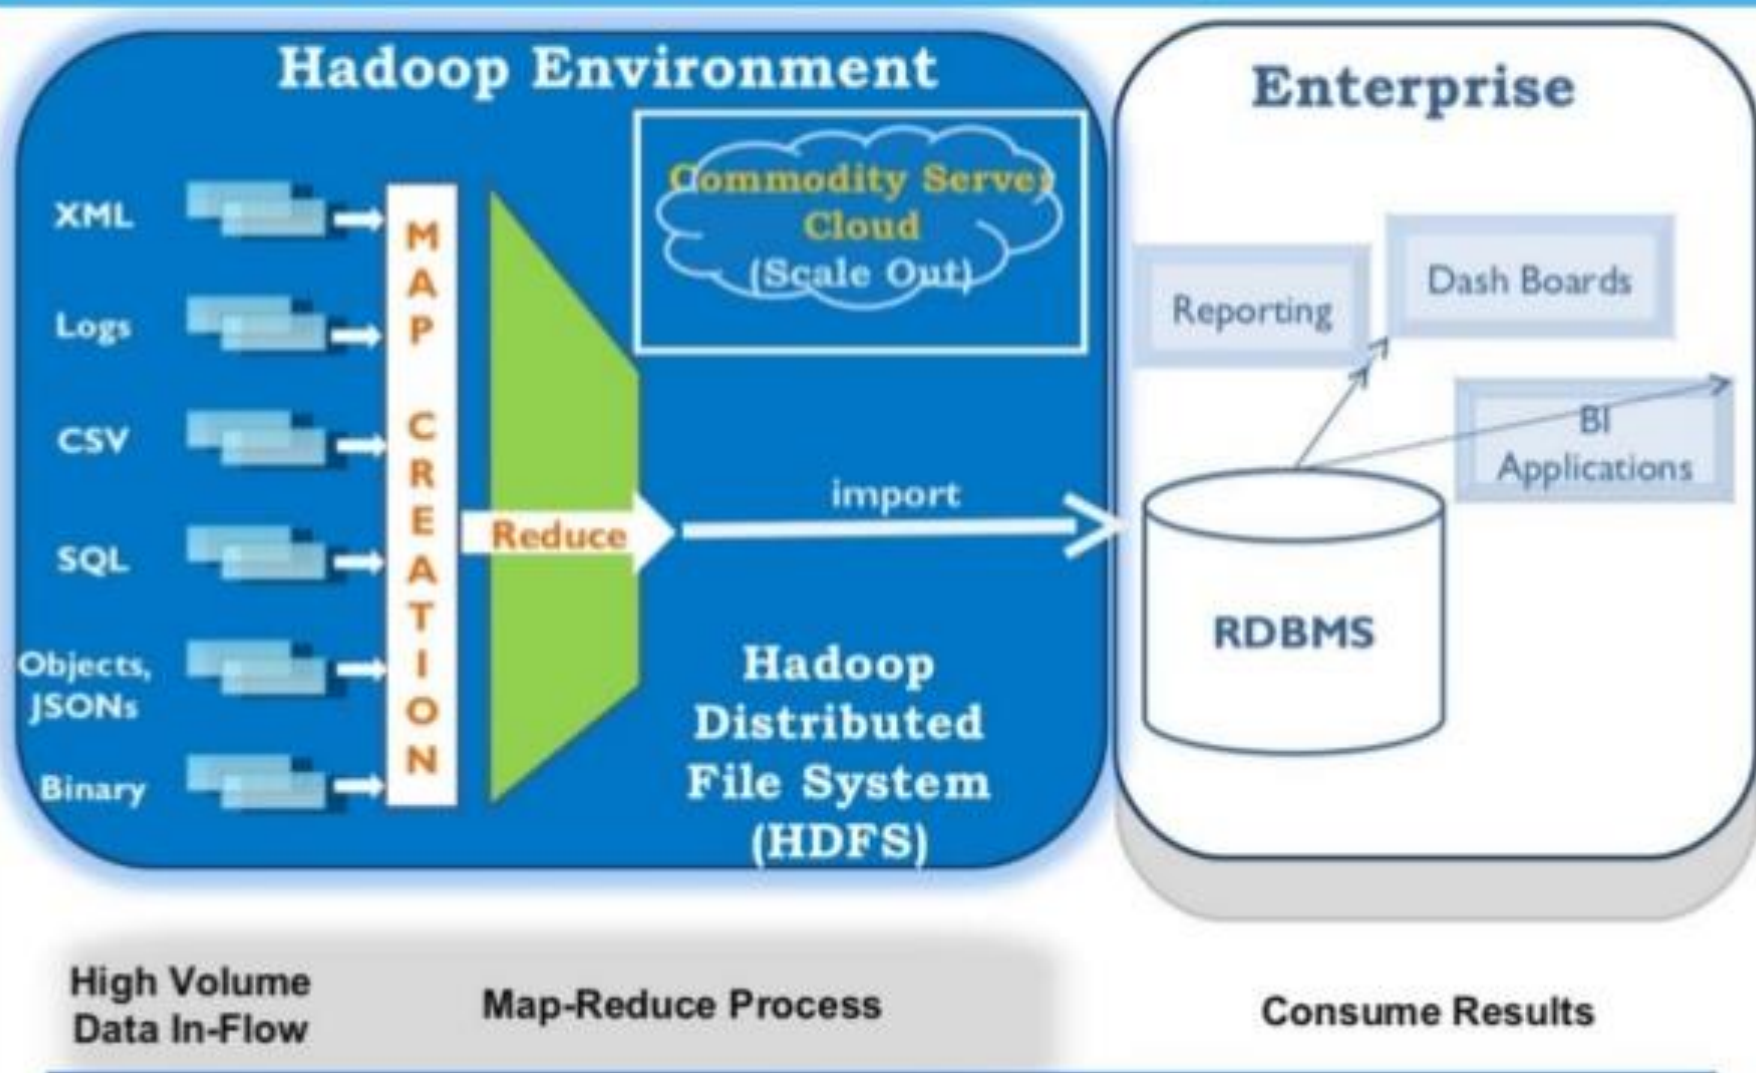 Hadoop Environment
Commodity Server
Cloud
(Scale Out)
XML
Logs
CSV
SQL
Objects,
JSONs
Binary
MAP CREATION
Reduce
import
Hadoop
Distributed
File System
(HDFS)
Enterprise
Reporting
Dash Boards
BI
Applications
RDBMS
High Volume
Data In-Flow
Map-Reduce Process
Consume Results